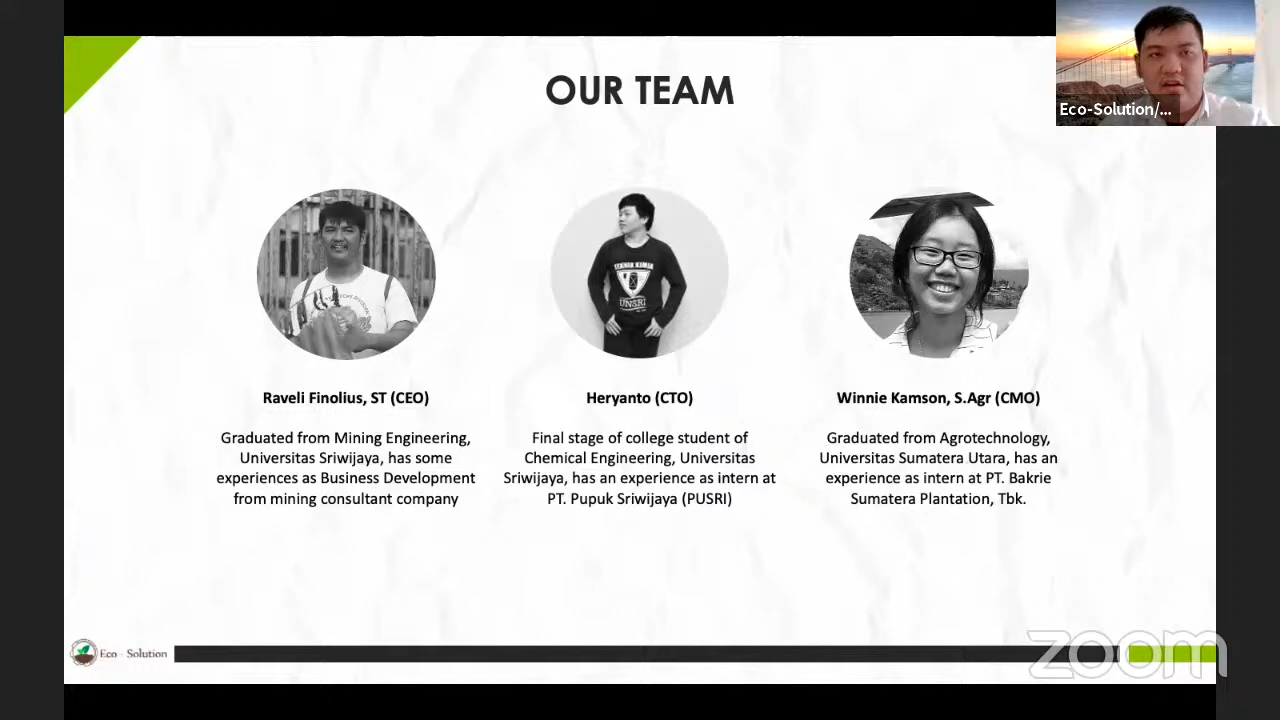 OUR TEAM
Eco-Solution/...
TEKNIK KIMIA
UNSRI
Raveli Finolius, ST (CEO)
Graduated from Mining Engineering,
Universitas Sriwijaya, has some
experiences as Business Development
from mining consultant company
Heryanto (CTO)
Final stage of college student of
Chemical Engineering, Universitas
Sriwijaya, has an experience as intern at
PT. Pupuk Sriwijaya (PUSRI)
Winnie Kamson, S.Agr (CMO)
Graduated from Agrotechnology,
Universitas Sumatera Utara, has an
experience as intern at PT. Bakrie
Sumatera Plantation, Tbk.
Eco - Solution
zoom